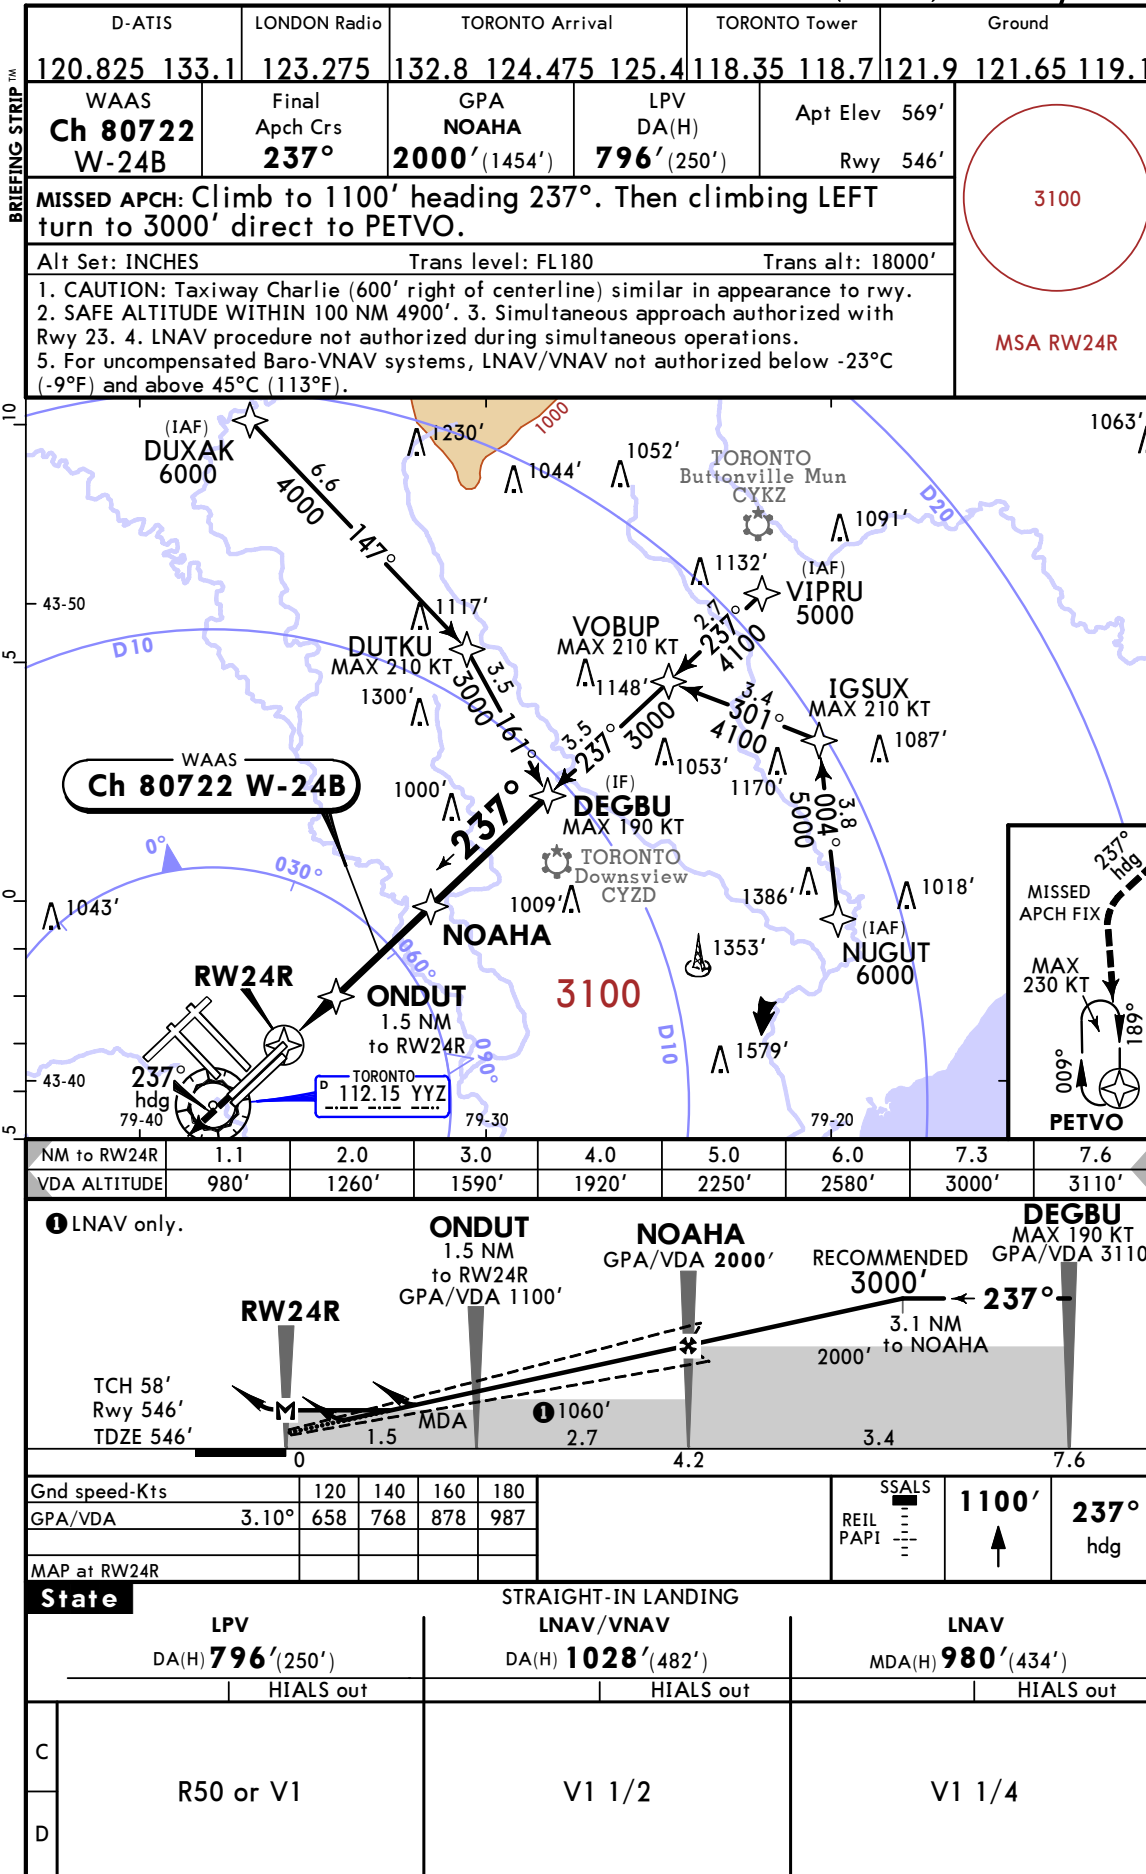 D-ATIS
LONDON Radio
TORONTO Arrival
TORONTO Tower
Ground
120.825 133.1
123.275
132.8 124.475 125.4
118.35 118.7
121.9 121.65 119.1
BRIEFING STRIP TM
WAAS
Ch 80722
W-24B
Final
Apch Crs
237°
GPA
NOAHA
2000′(1454′)
LPV
DA(H)
796′(250′)
Apt Elev 569′
Rwy 546′
3100
MSA RW24R
MISSED APCH: Climb to 1100′ heading 237°. Then climbing LEFT
turn to 3000′ direct to PETVO.
Alt Set: INCHES Trans level: FL180 Trans alt: 18000′
1. CAUTION: Taxiway Charlie (600′ right of centerline) similar in appearance to rwy.
2. SAFE ALTITUDE WITHIN 100 NM 4900′. 3. Simultaneous approach authorized with
Rwy 23. 4. LNAV procedure not authorized during simultaneous operations.
5. For uncompensated Baro-VNAV systems, LNAV/VNAV not authorized below -23°C
(-9°F) and above 45°C (113°F).
10
(IAF)
DUXAK
6000
6.6
4000
147°
1230′
1000
1044′
1052′
1063′
TORONTO
Buttonville Mun
CYKZ
D20
1091′
1132′
(IAF)
VIPRU
5000
43-50
1117′
2.7
237°
4100
VOBUP
MAX 210 KT
D10
5
DUTKU
MAX 210 KT
1300′
3.5
3000
161°
1148′
3.4
301°
4100
IGSUX
MAX 210 KT
1087′
3.5
237°
3000
1053′
1170′
WAAS
Ch 80722 W-24B
1000′
237°
(IF)
DEGBU
MAX 190 KT
3.8
004°
5000
TORONTO
Downsview
CYZD
0°
030°
060°
090°
0
1043′
1009′
1386′
1018′
NOAHA
(IAF)
NUGUT
6000
237°
hdg
MISSED
APCH FIX
MAX
230 KT
189°
009°
PETVO
1353′
3100
RW24R
ONDUT
1.5 NM
to RW24R
D10
1579′
43-40
237°
hdg
D
TORONTO
112.15 YYZ
79-40
79-30
79-20
5
NM to RW24R 1.1 2.0 3.0 4.0 5.0 6.0 7.3 7.6
VDA ALTITUDE 980′ 1260′ 1590′ 1920′ 2250′ 2580′ 3000′ 3110′
1 LNAV only.
ONDUT
1.5 NM
to RW24R
GPA/VDA 1100′
NOAHA
GPA/VDA 2000′
DEGBU
MAX 190 KT
GPA/VDA 3110
RECOMMENDED
3000′
237°
3.1 NM
to NOAHA
2000′
RW24R
TCH 58′
Rwy 546′
TDZE 546′
M
MDA
1 1060′
1.5
2.7
3.4
0
4.2
7.6
Gnd speed-Kts 120 140 160 180
GPA/VDA 3.10° 658 768 878 987
MAP at RW24R
SSALS
REIL
PAPI
1100′
237°
hdg
State
STRAIGHT-IN LANDING
LPV
DA(H) 796′(250′)
HIALS out
LNAV/VNAV
DA(H) 1028′(482′)
HIALS out
LNAV
MDA(H) 980′(434′)
HIALS out
C
D
R50 or V1
V1 1/2
V1 1/4